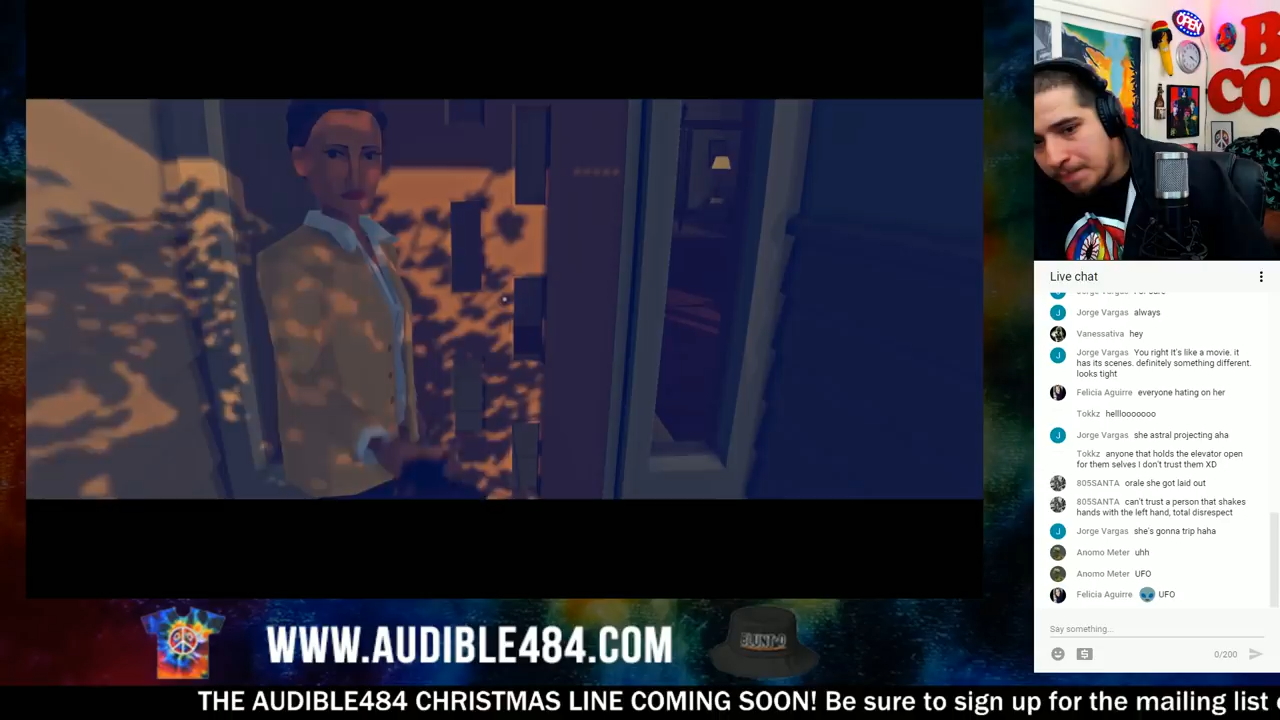 OPEN
B
CO
Live chat
Jorge Vargas always
Vanessativa hey
Jorge Vargas You right it's like a movie. it
has its scenes. definitely something different.
looks tight
Felicia Aguirre everyone hating on her
Tokkz hellooooooo
Jorge Vargas she astral projecting aha
Tokkz anyone that holds the elevator open
for them selves I don't trust them XD
805SANTA orale she got laid out
805SANTA can't trust a person that shakes
hands with the left hand, total disrespect
Jorge Vargas she's gonna trip haha
Anomo Meter uhh
Anomo Meter UFO
Felicia Aguirre UFO
Say something...
0/200
WWW.AUDIBLE484.COM
THE AUDIBLE484 CHRISTMAS LINE COMING SOON! Be sure to sign up for the mailing list